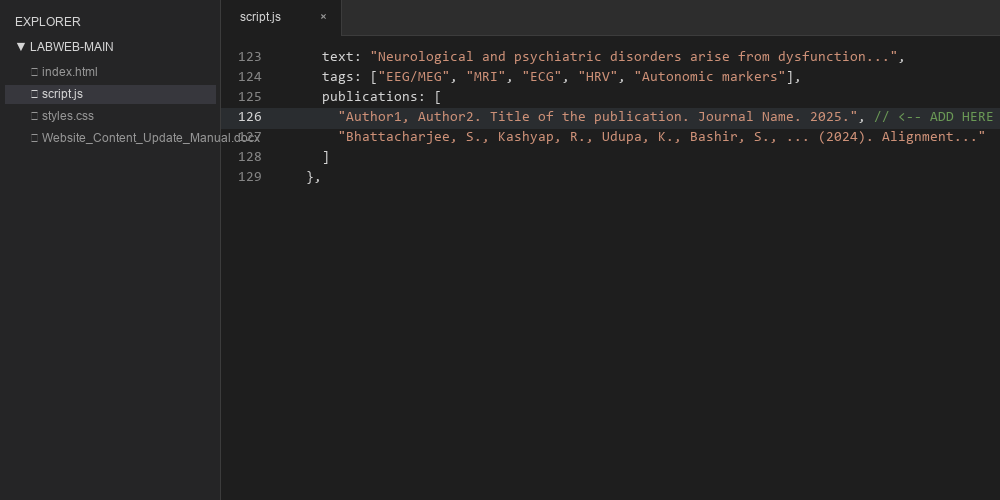 EXPLORER
▼ LABWEB-MAIN
index.html
script.js
styles.css
Website_Content_Update_Manual.docx
script.js ×
123 text: "Neurological and psychiatric disorders arise from dysfunction...",
124 tags: ["EEG/MEG", "MRI", "ECG", "HRV", "Autonomic markers"],
125 publications: [
126 "Author1, Author2. Title of the publication. Journal Name. 2025.", // <-- ADD HERE
127 "Bhattacharjee, S., Kashyap, R., Udupa, K., Bashir, S., ... (2024). Alignment..."
128 ]
129 },